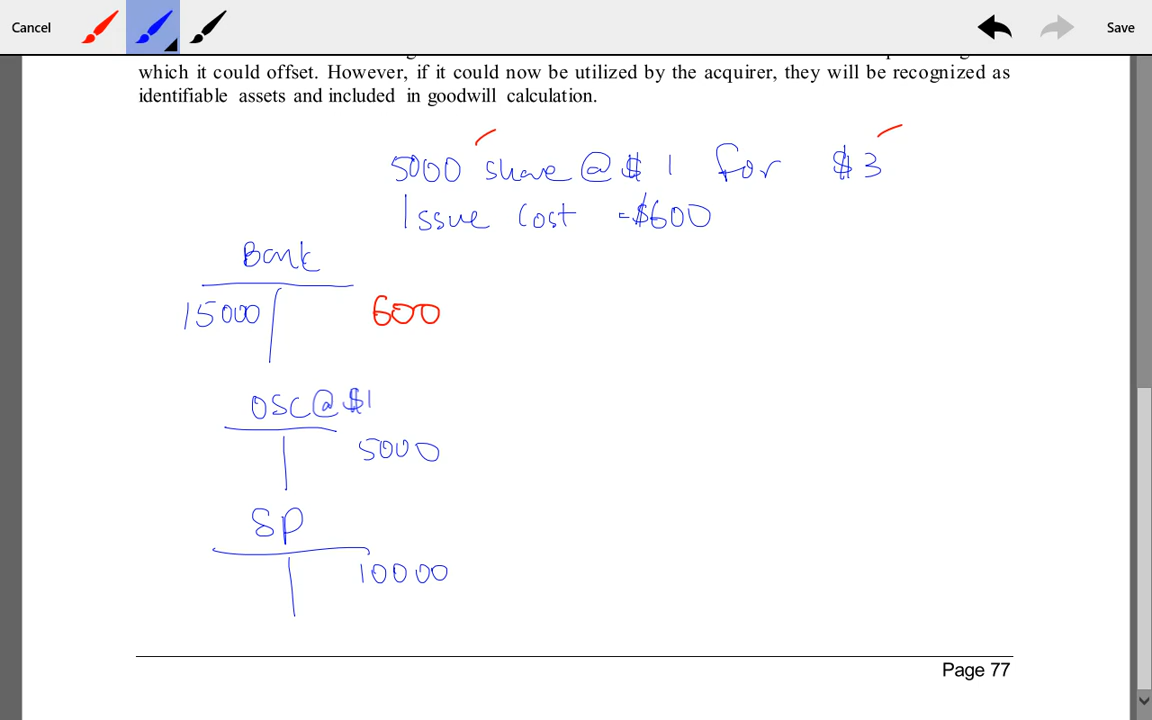 Cancel Save
which it could offset. However, if it could now be utilized by the acquirer, they will be recognized as
identifiable assets and included in goodwill calculation.
5000 share @ $ 1 for $3
Issue cost =$600
Bank
15000 600
OSC@$1
5000
SP
10000
Page 77